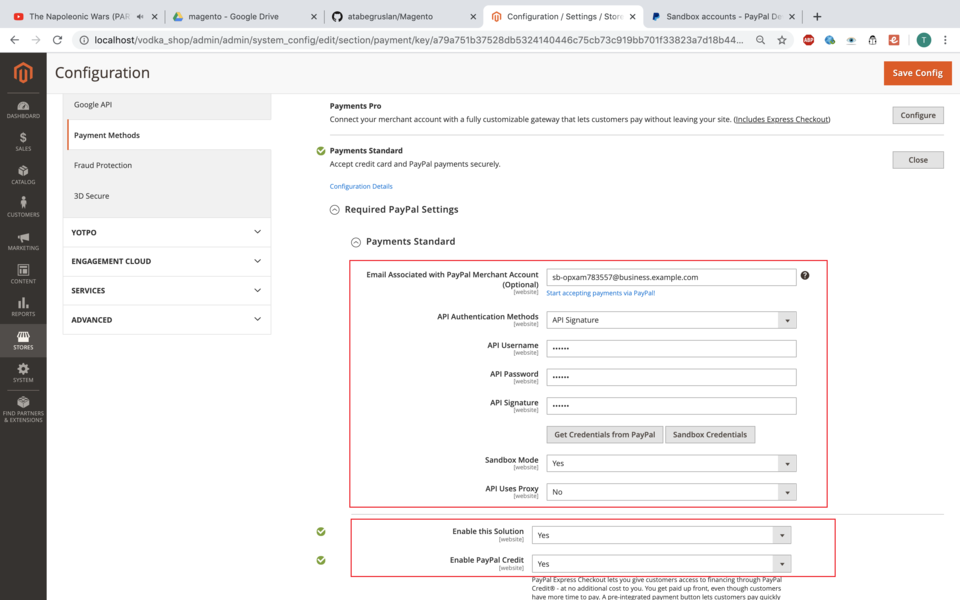 The Napoleonic Wars (PAR
magento - Google Drive
atabegruslan/Magento
Configuration / Settings / Store
Sandbox accounts - PayPal De
localhost/vodka_shop/admin/admin/system_config/edit/section/payment/key/a79a751b37528db5324140446c75cb73c919bb701f33823a7d18b44...
ABP
T
Configuration
Save Config
DASHBOARD
SALES
CATALOG
CUSTOMERS
MARKETING
CONTENT
REPORTS
STORES
SYSTEM
FIND PARTNERS
& EXTENSIONS
Google API
Payment Methods
Fraud Protection
3D Secure
YOTPO
ENGAGEMENT CLOUD
SERVICES
ADVANCED
Payments Pro
Connect your merchant account with a fully customizable gateway that lets customers pay without leaving your site. (Includes Express Checkout)
Configure
Payments Standard
Accept credit card and PayPal payments securely.
Close
Configuration Details
Required PayPal Settings
Payments Standard
Email Associated with PayPal Merchant Account
(Optional)
[website]
sb-opxam783557@business.example.com
Start accepting payments via PayPal!
API Authentication Methods
[website]
API Signature
API Username
[website]
••••••
API Password
[website]
••••••
API Signature
[website]
••••••
Get Credentials from PayPal
Sandbox Credentials
Sandbox Mode
[website]
Yes
API Uses Proxy
[website]
No
Enable this Solution
[website]
Yes
Enable PayPal Credit
[website]
Yes
PayPal Express Checkout lets you give customers access to financing through PayPal
Credit® - at no additional cost to you. You get paid up front, even though customers
have more time to pay. A pre-integrated payment button lets customers pay quickly